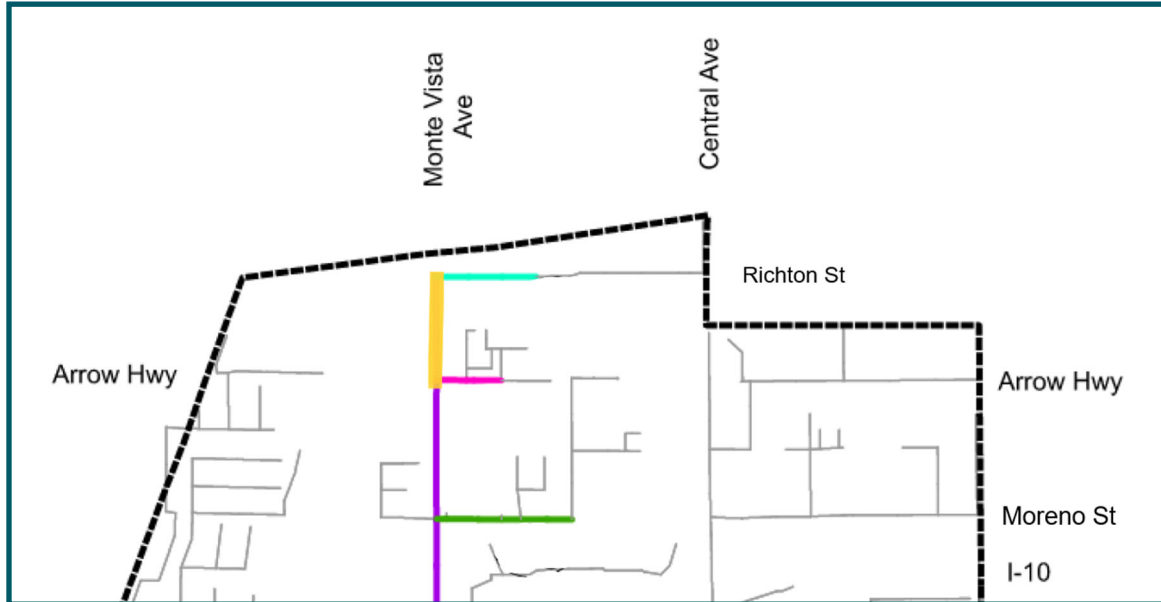 Monte Vista
Ave
Central Ave
Richton St
Arrow Hwy
Arrow Hwy
Moreno St
I-10